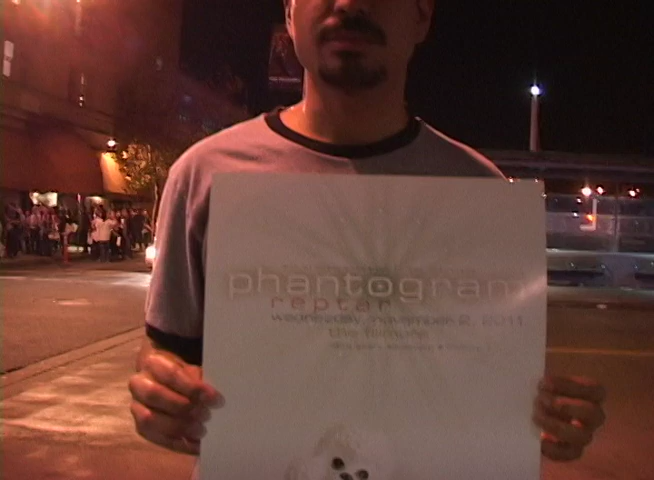 phantogram
reptar
wednesday, november 2, 2011
the fillmore